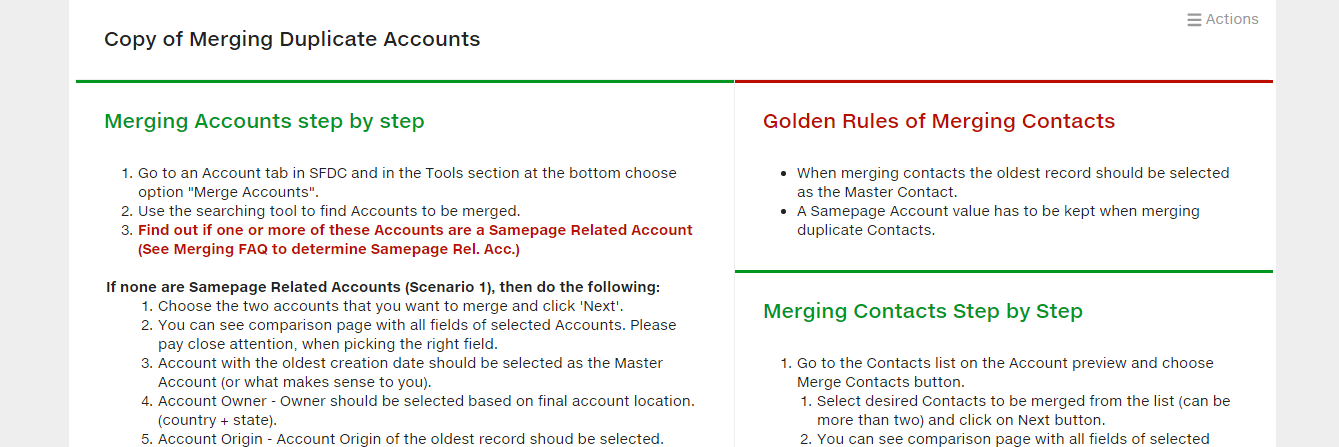 Actions
Copy of Merging Duplicate Accounts
Merging Accounts step by step
1. Go to an Account tab in SFDC and in the Tools section at the bottom choose
option "Merge Accounts".
2. Use the searching tool to find Accounts to be merged.
3. Find out if one or more of these Accounts are a Samepage Related Account
(See Merging FAQ to determine Samepage Rel. Acc.)
If none are Samepage Related Accounts (Scenario 1), then do the following:
1. Choose the two accounts that you want to merge and click 'Next'.
2. You can see comparison page with all fields of selected Accounts. Please
pay close attention, when picking the right field.
3. Account with the oldest creation date should be selected as the Master
Account (or what makes sense to you).
4. Account Owner - Owner should be selected based on final account location.
(country + state).
5. Account Origin - Account Origin of the oldest record shoud be selected.
Golden Rules of Merging Contacts
• When merging contacts the oldest record should be selected
as the Master Contact.
• A Samepage Account value has to be kept when merging
duplicate Contacts.
Merging Contacts Step by Step
1. Go to the Contacts list on the Account preview and choose
Merge Contacts button.
1. Select desired Contacts to be merged from the list (can be
more than two) and click on Next button.
2. You can see comparison page with all fields of selected